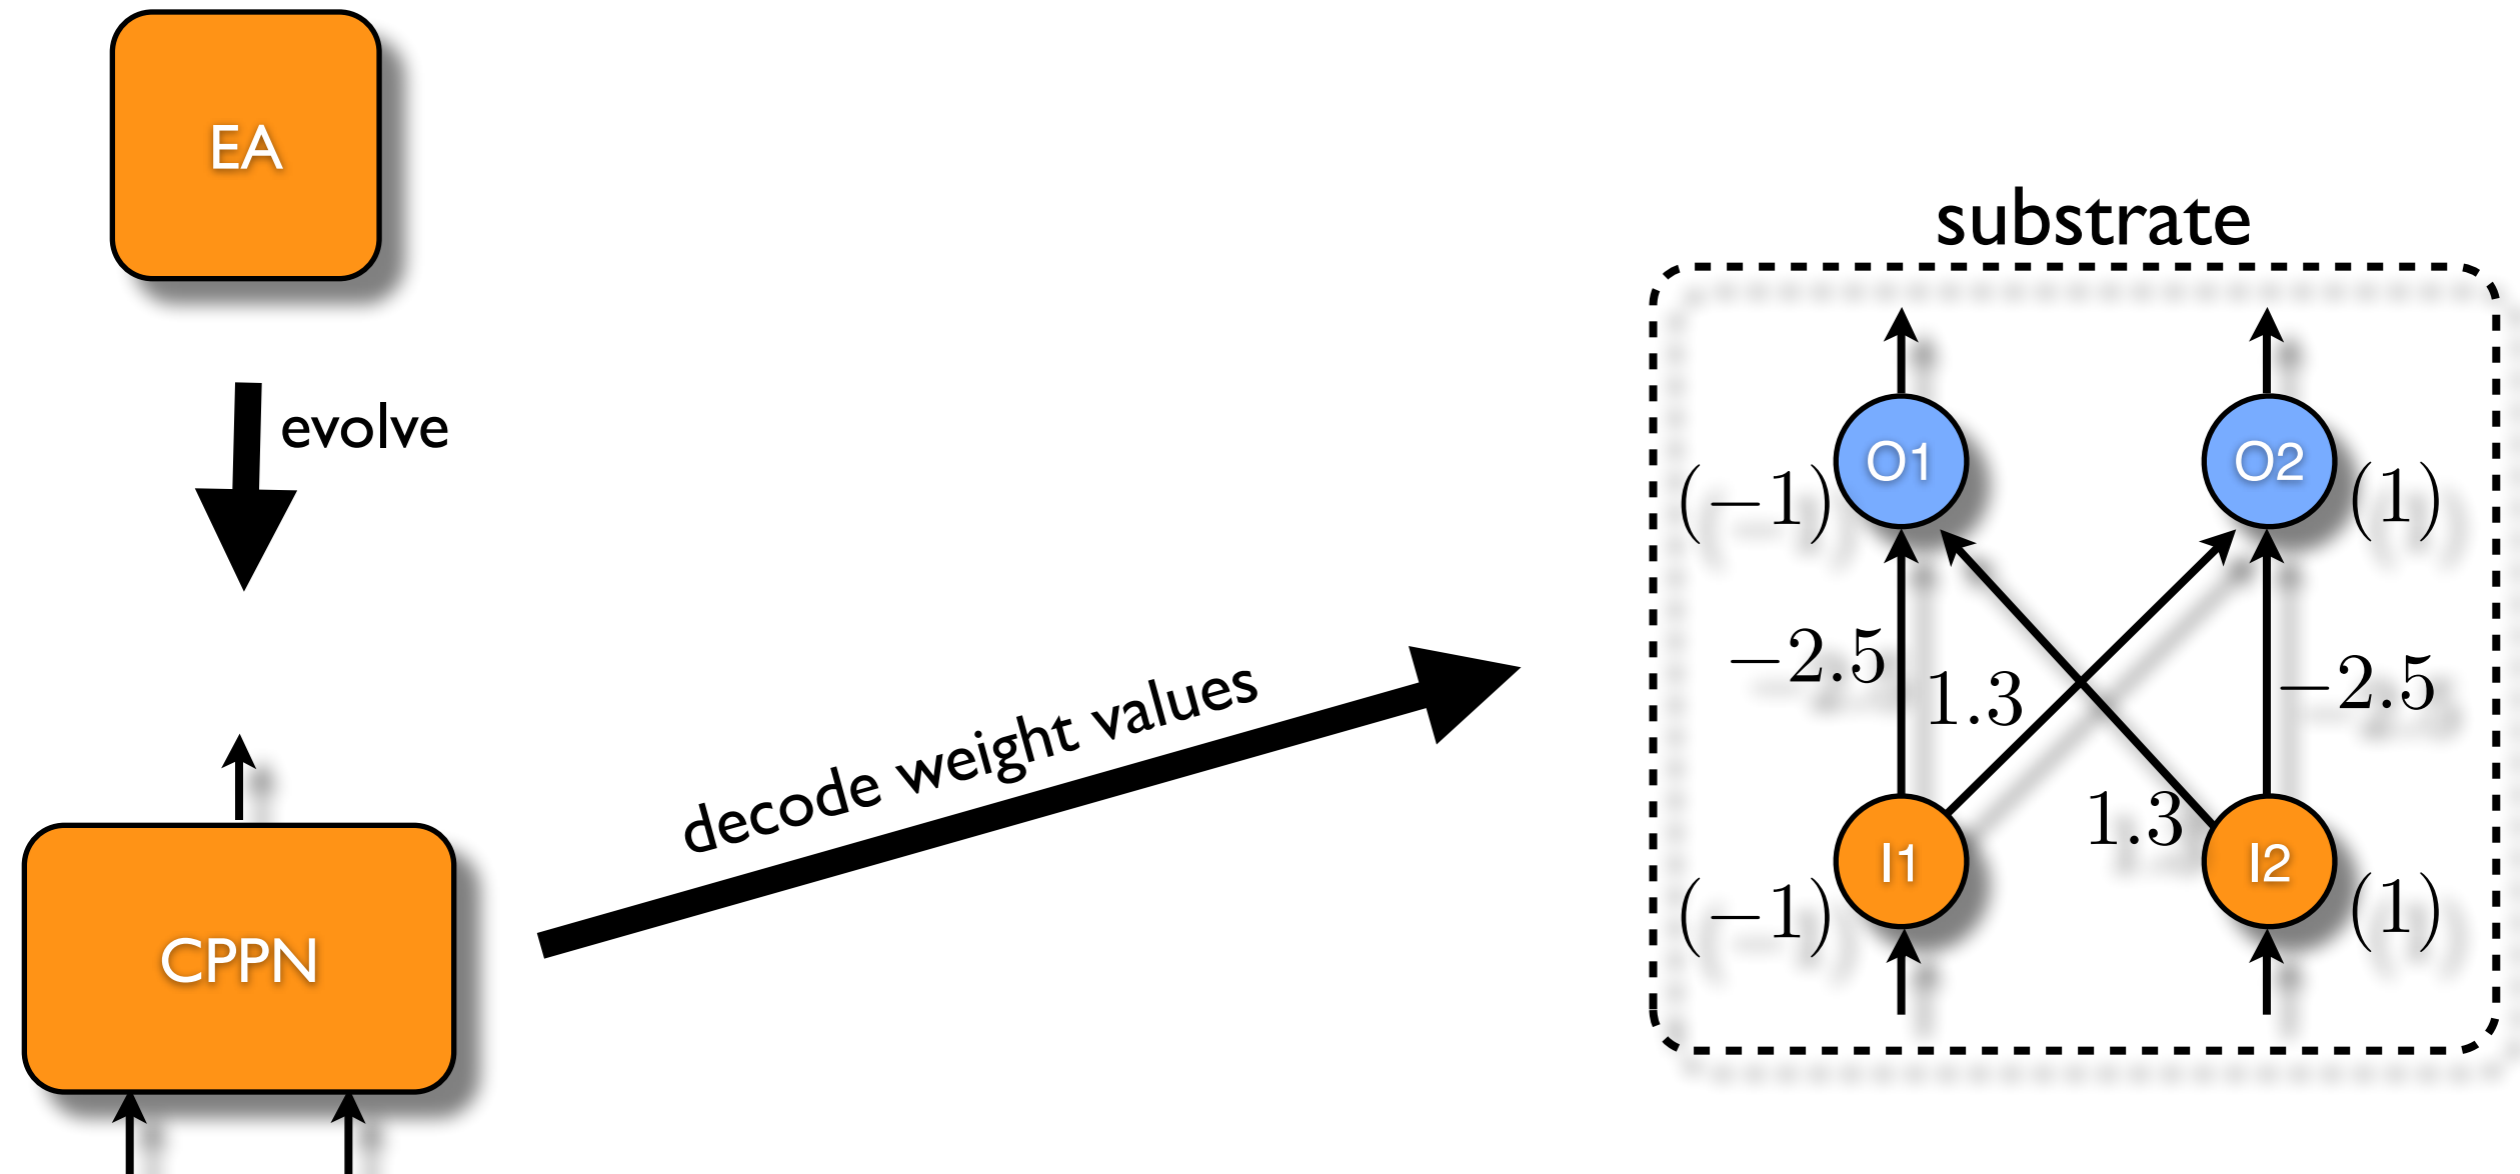 EA
evolve
CPPN
decode weight values
substrate
O1
O2
(−1)
(1)
−2.5
1.3
−2.5
1.3
I1
I2
(−1)
(1)